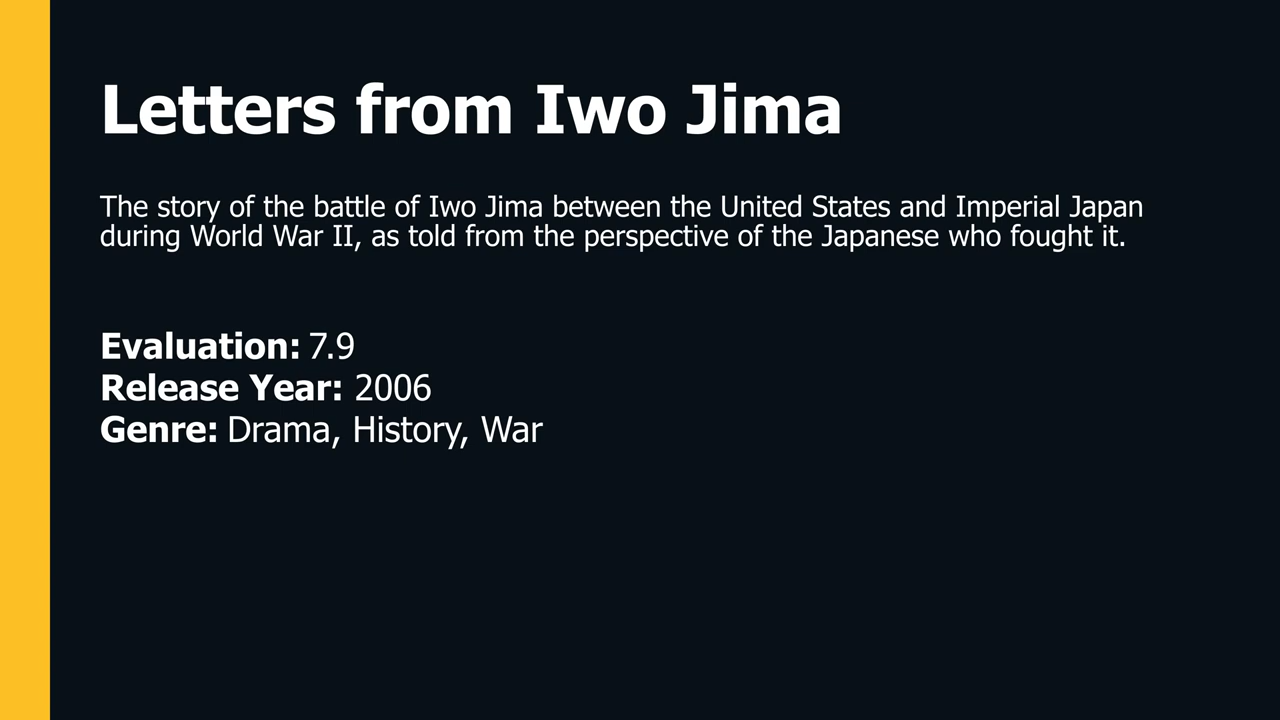 Letters from Iwo Jima
The story of the battle of Iwo Jima between the United States and Imperial Japan
during World War II, as told from the perspective of the Japanese who fought it.
Evaluation: 7.9
Release Year: 2006
Genre: Drama, History, War